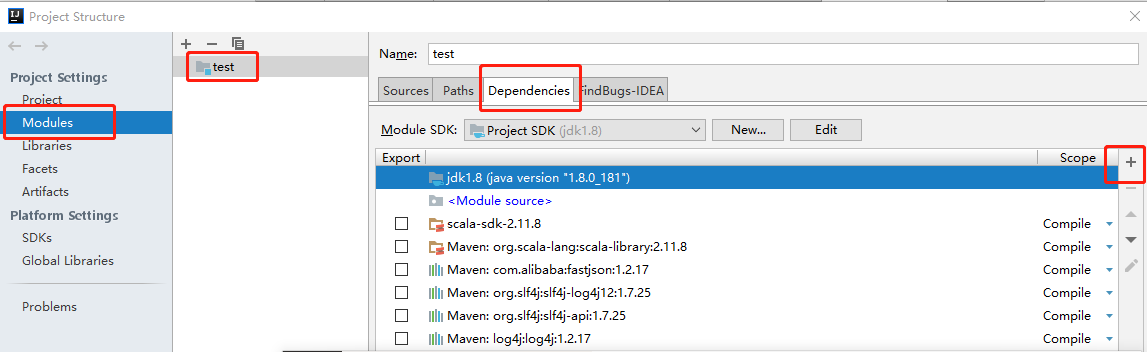 Project Structure
Project Settings
Project
Modules
Libraries
Facets
Artifacts
Platform Settings
SDKs
Global Libraries
Problems
test
Name: test
Sources Paths Dependencies FindBugs-IDEA
Module SDK: Project SDK (jdk1.8) New... Edit
Export Scope
jdk1.8 (java version "1.8.0_181")
<Module source>
scala-sdk-2.11.8 Compile
Maven: org.scala-lang:scala-library:2.11.8 Compile
Maven: com.alibaba:fastjson:1.2.17 Compile
Maven: org.slf4j:slf4j-log4j12:1.7.25 Compile
Maven: org.slf4j:slf4j-api:1.7.25 Compile
Maven: log4j:log4j:1.2.17 Compile